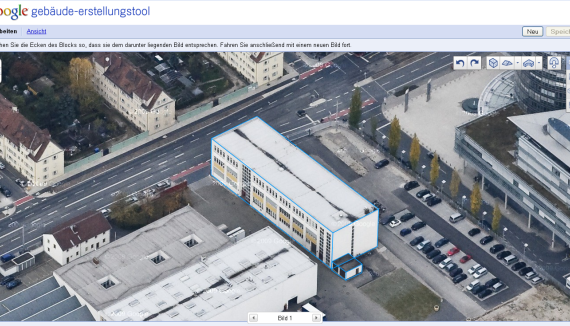 oogle gebäude-erstellungstool
beiten Ansicht Neu Speich
hen Sie die Ecken des Blocks so, dass sie dem darunter liegenden Bild entsprechen. Fahren Sie anschließend mit einem neuen Bild fort.
Bild 1